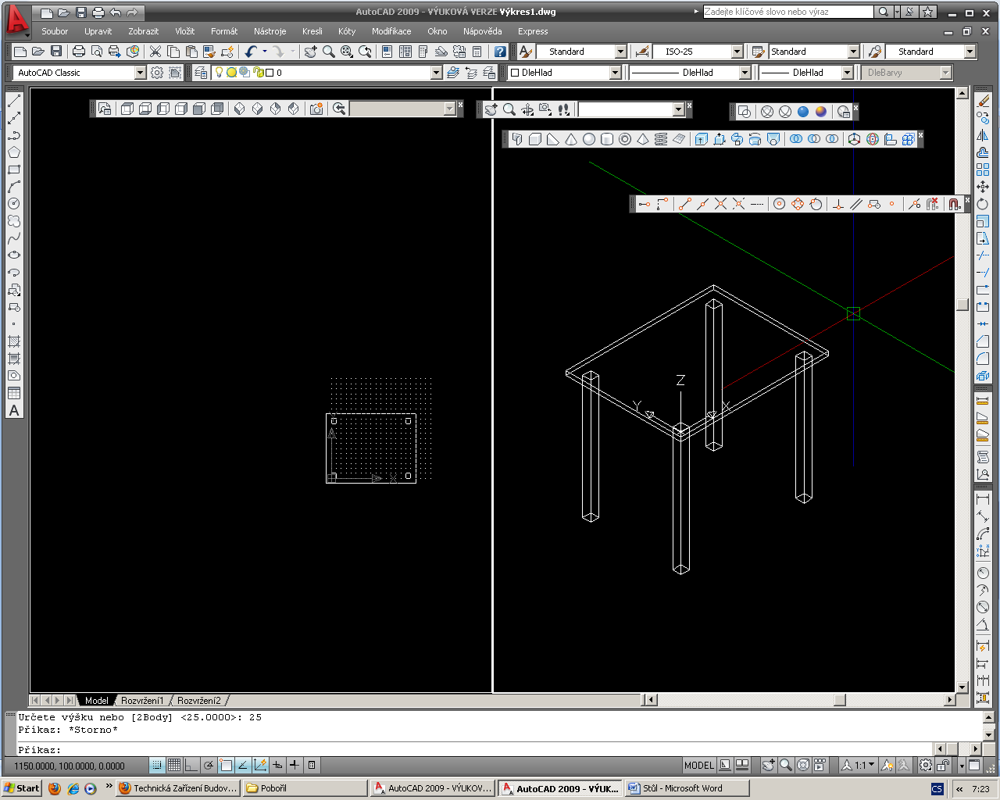 AutoCAD 2009 - VÝUKOVÁ VERZE Výkres1.dwg
Zadejte klíčové slovo nebo výraz
Soubor Upravit Zobrazit Vložit Formát Nástroje Kresli Kóty Modifikace Okno Nápověda Express
Standard ISO-25 Standard Standard
AutoCAD Classic 0 DleHlad DleHlad DleHlad DleBarvy
Z
Y X
X
Model Rozvržení1 Rozvržení2
Určete výšku nebo [2Body] <25.0000>: 25
Příkaz: *Storno*
Příkaz:
1150.0000, 100.0000, 0.0000 MODEL 1:1
Start Technická Zařízení Budov... Pobořil AutoCAD 2009 - VÝUKOV... AutoCAD 2009 - VÝUK... Stůl - Microsoft Word CS 7:23